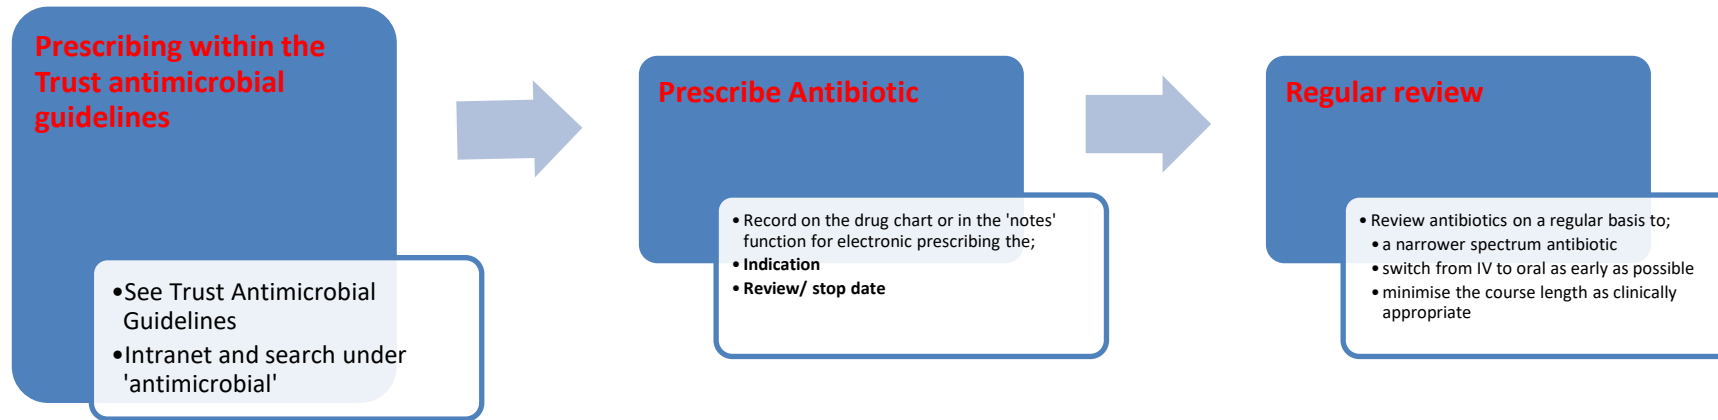 Prescribing within the
Trust antimicrobial
guidelines
•See Trust Antimicrobial
Guidelines
•Intranet and search under
'antimicrobial'
Prescribe Antibiotic
• Record on the drug chart or in the 'notes'
function for electronic prescribing the;
• Indication
• Review/ stop date
Regular review
• Review antibiotics on a regular basis to;
• a narrower spectrum antibiotic
• switch from IV to oral as early as possible
• minimise the course length as clinically
appropriate